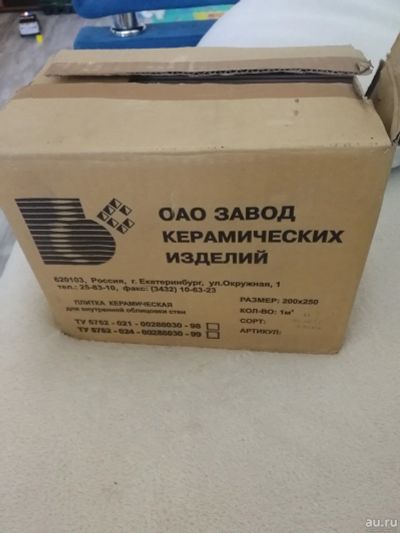 ОАО ЗАВОД
КЕРАМИЧЕСКИХ
ИЗДЕЛИЙ
620103, Россия, г. Екатеринбург, ул.Окружная, 1
тел.: 25-83-10, факс: (3432) 10-63-23
ПЛИТКА КЕРАМИЧЕСКАЯ
для внутренней облицовки стен
ТУ 5752 - 021 - 00288030 - 98
ТУ 5752 - 024 - 00288030 - 99
РАЗМЕР: 200x250
КОЛ-ВО: 1м²
СОРТ:
АРТИКУЛ:
au.ru